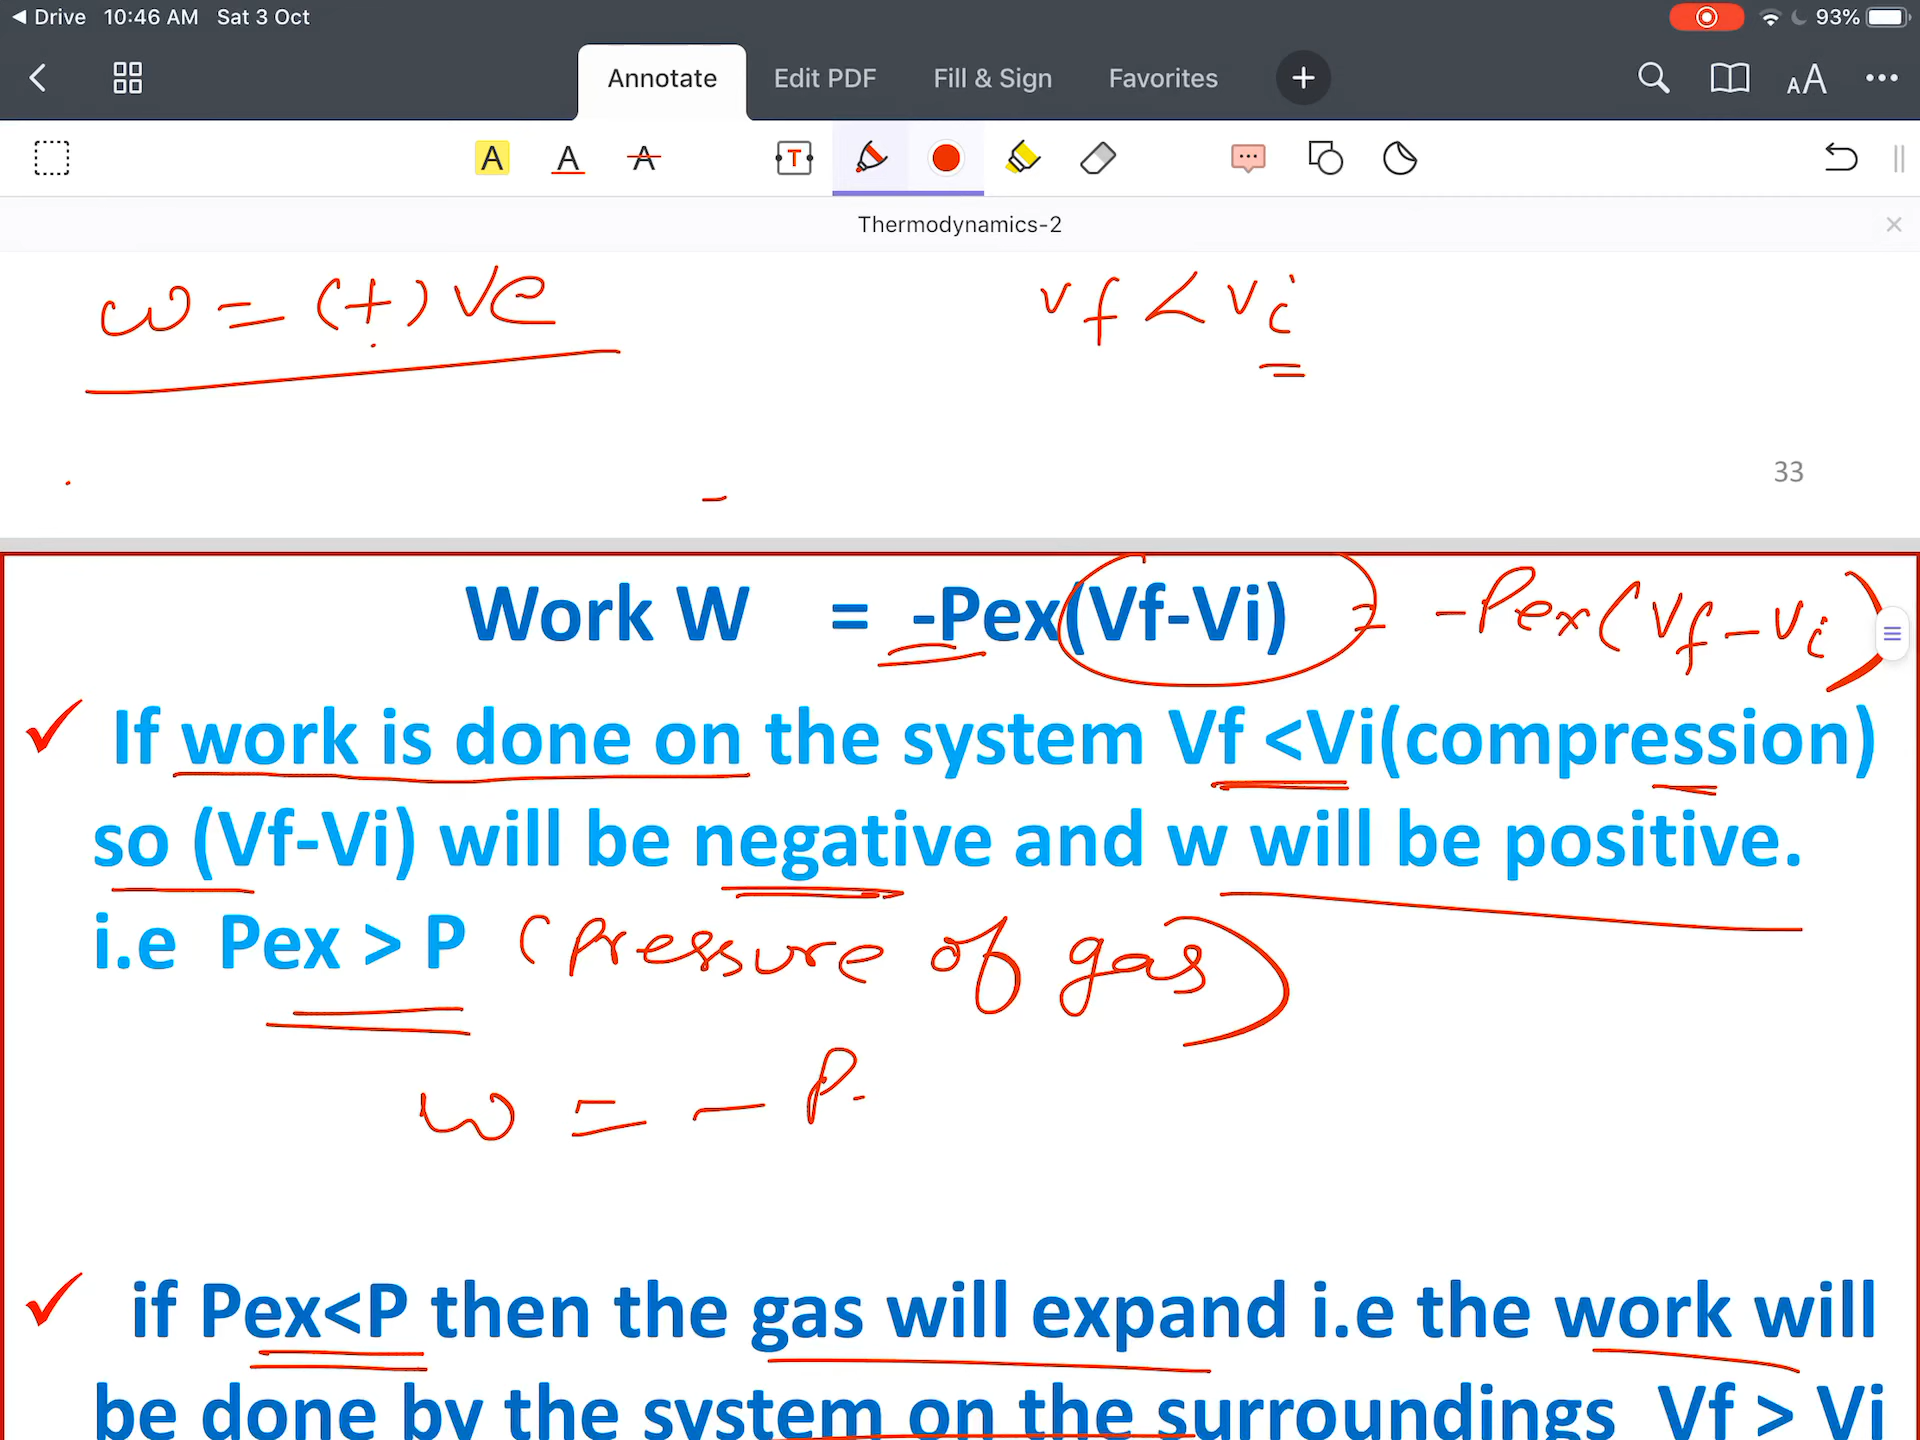 Drive 10:46 AM Sat 3 Oct 93%
Annotate Edit PDF Fill & Sign Favorites
A A A T AA
Thermodynamics-2
w = (+)ve vf < vi
33
Work W = -Pex(Vf-Vi) = -Pex(Vf-Vi)
If work is done on the system Vf <Vi(compression)
so (Vf-Vi) will be negative and w will be positive.
i.e Pex > P (Pressure of gas)
w = - P
if Pex<P then the gas will expand i.e the work will
be done by the system on the surroundings Vf > Vi